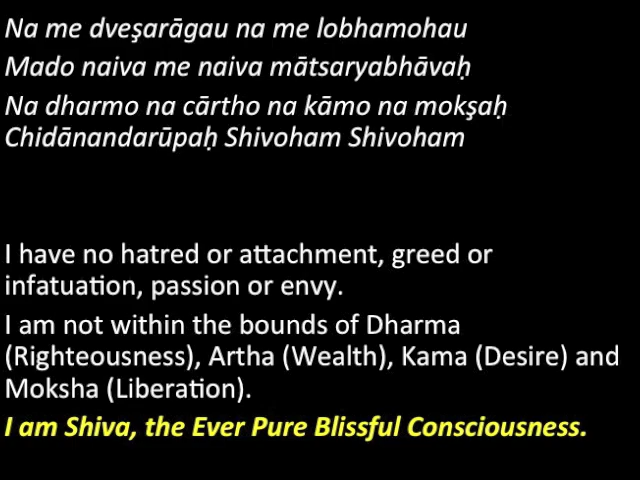 Na me dveşarāgau na me lobhamohau
Mado naiva me naiva mātsaryabhāvaḥ
Na dharmo na cārtho na kāmo na mokşaḥ
Chidānandarūpaḥ Shivoham Shivoham
I have no hatred or attachment, greed or
infatuation, passion or envy.
I am not within the bounds of Dharma
(Righteousness), Artha (Wealth), Kama (Desire) and
Moksha (Liberation).
I am Shiva, the Ever Pure Blissful Consciousness.